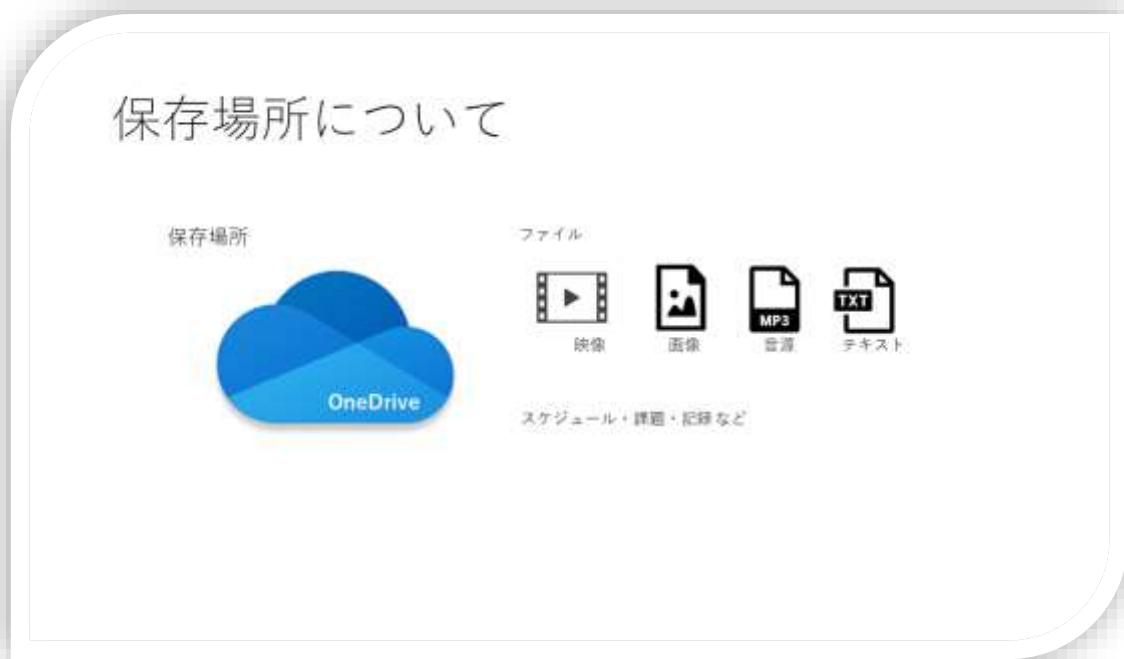 保存場所について
保存場所
OneDrive
ファイル
MP3
TXT
映像 画像 音源 テキスト
スケジュール・課題・記録 など